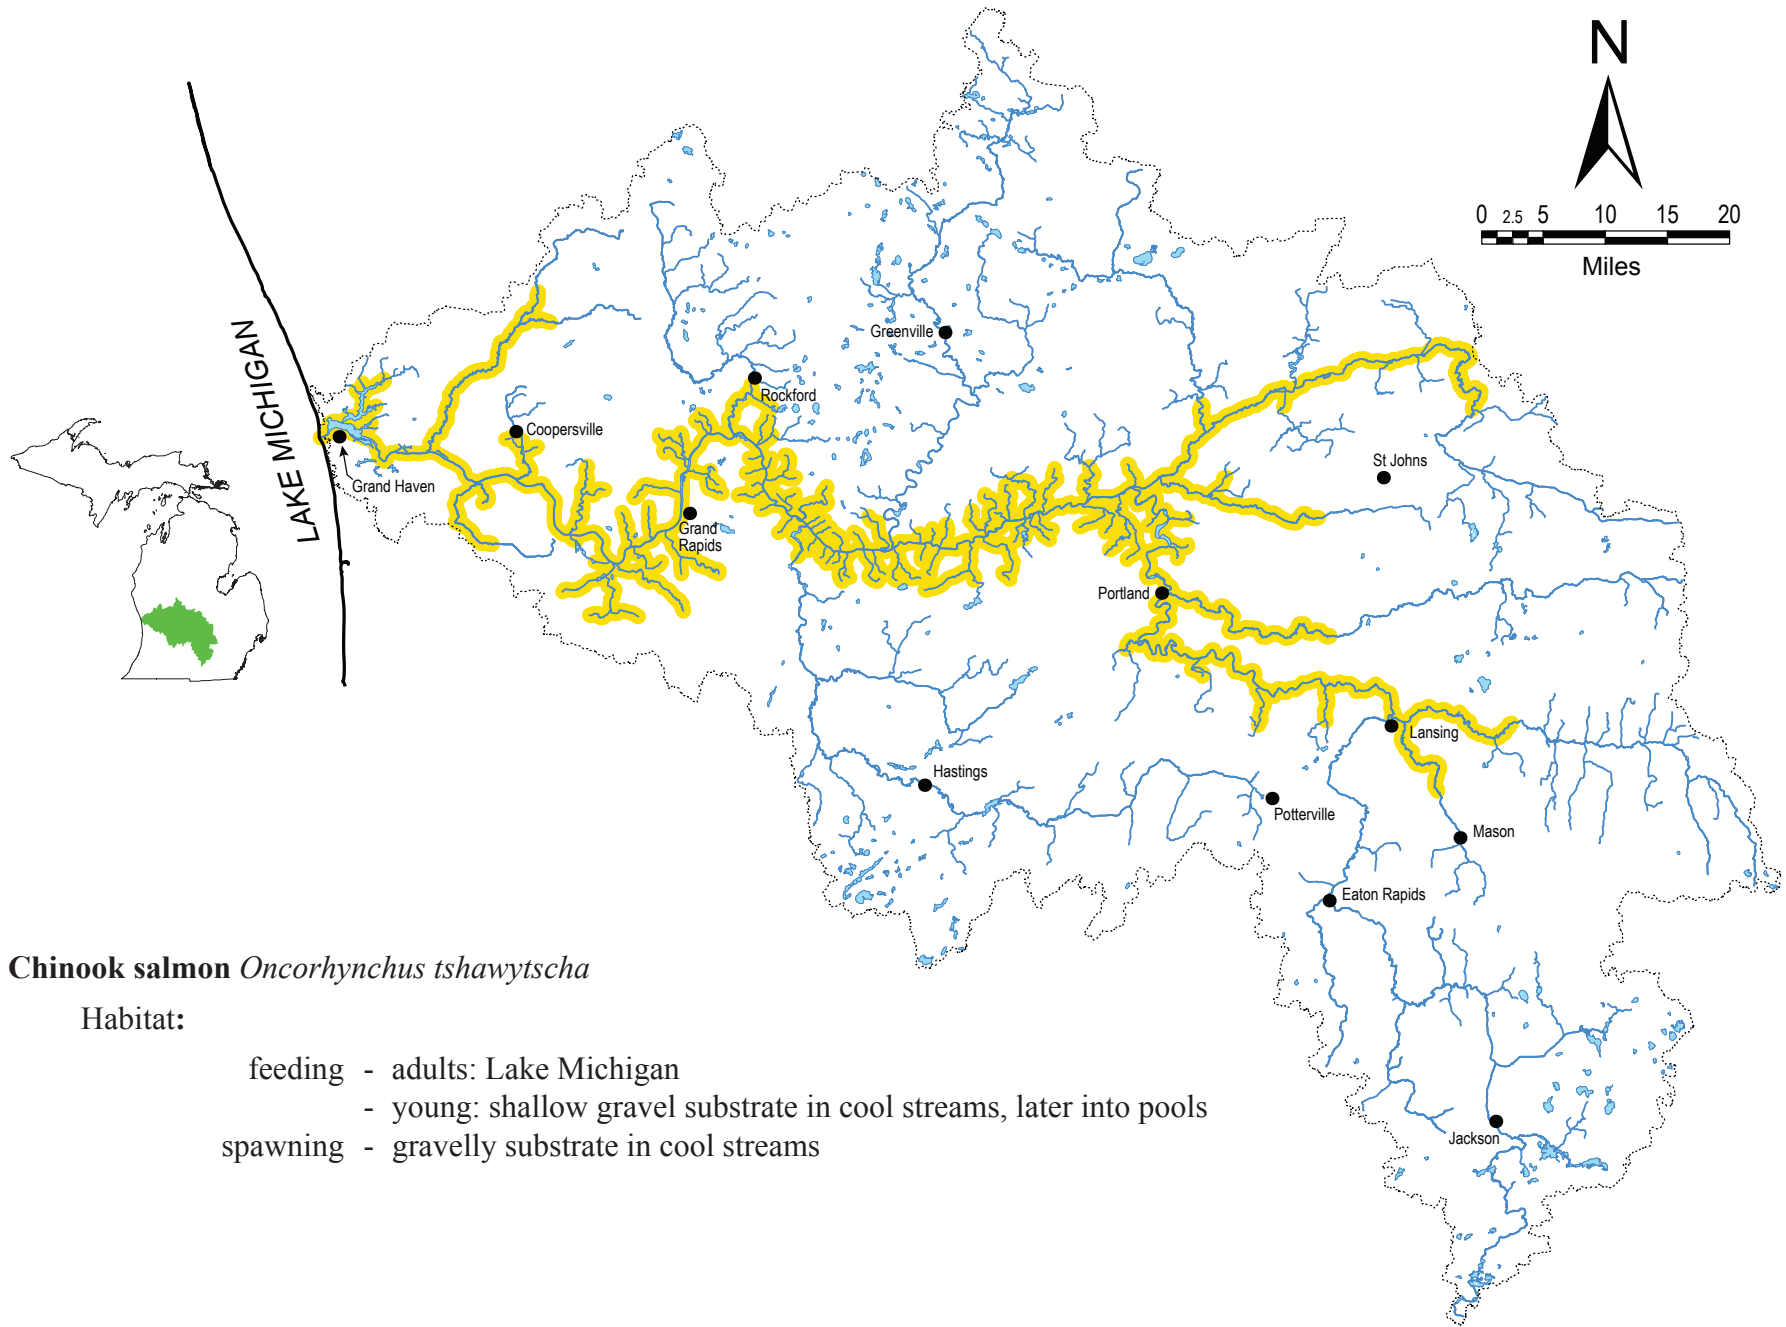 N
0 2.5 5 10 15 20
Miles
LAKE MICHIGAN
Greenville
Rockford
Coopersville
Grand Haven
St Johns
Grand
Rapids
Portland
Lansing
Hastings
Potterville
Mason
Eaton Rapids
Jackson
Chinook salmon Oncorhynchus tshawytscha
Habitat:
feeding - adults: Lake Michigan
- young: shallow gravel substrate in cool streams, later into pools
spawning - gravelly substrate in cool streams